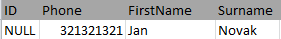 ID Phone FirstName Surname
NULL 321321321 Jan Novak